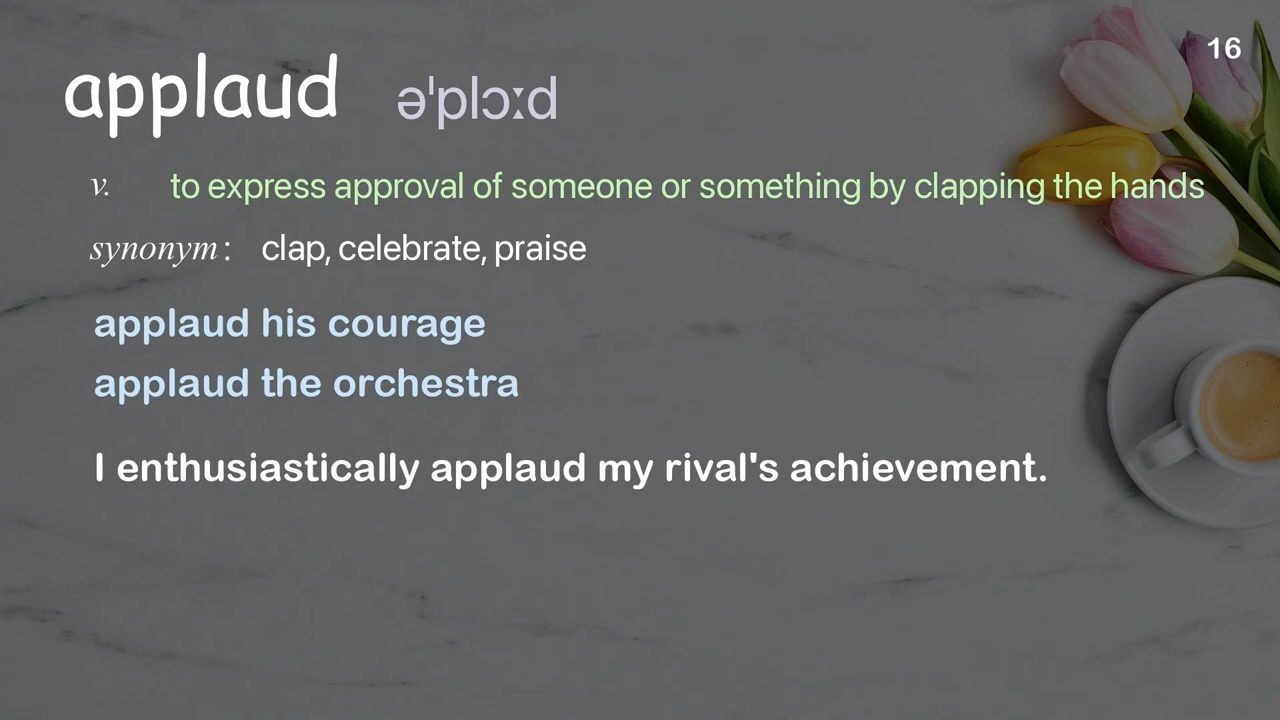 16
applaud əˈplɔːd
v. to express approval of someone or something by clapping the hands
synonym : clap, celebrate, praise
applaud his courage
applaud the orchestra
I enthusiastically applaud my rival's achievement.